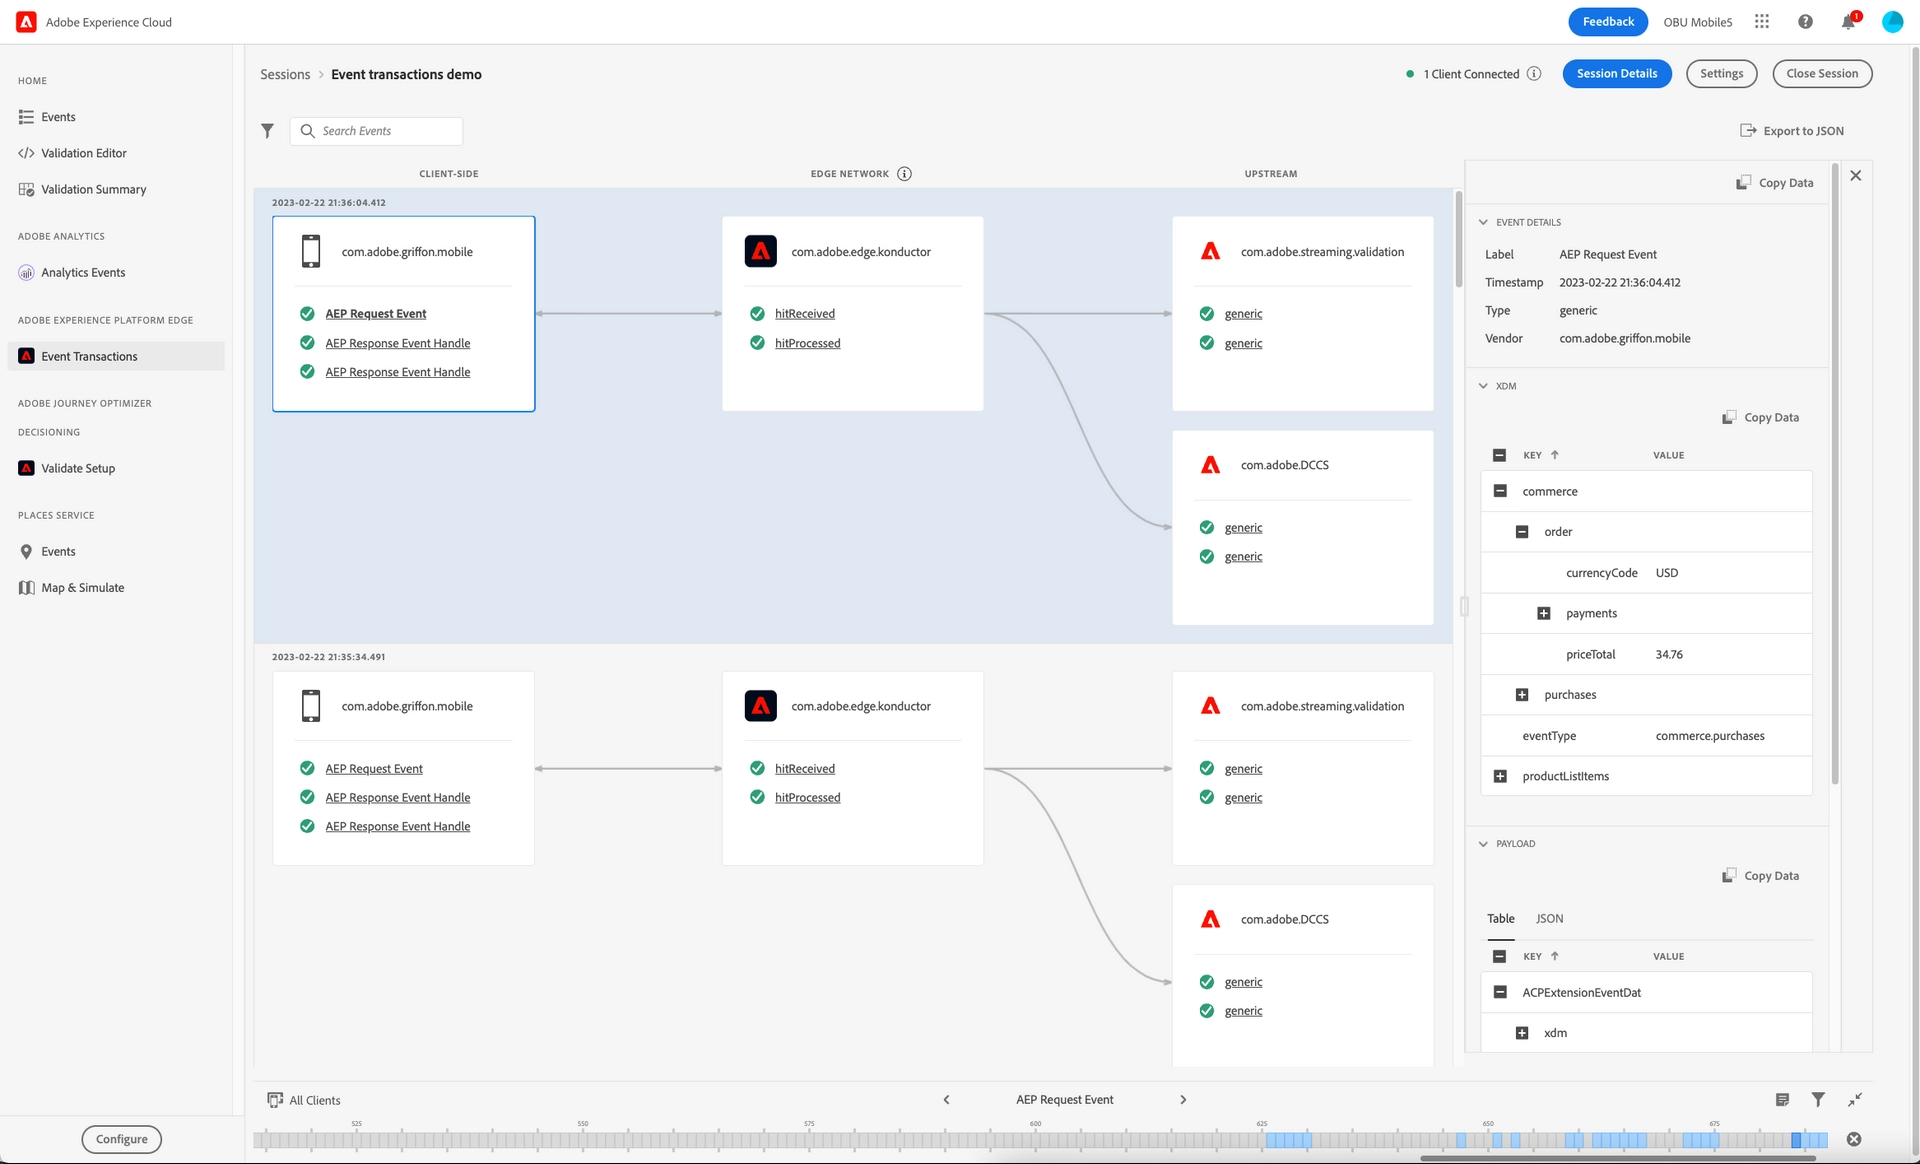 Adobe Experience Cloud
Feedback
OBU Mobile5
1
HOME
Events
Validation Editor
Validation Summary
ADOBE ANALYTICS
Analytics Events
ADOBE EXPERIENCE PLATFORM EDGE
Event Transactions
ADOBE JOURNEY OPTIMIZER
DECISIONING
Validate Setup
PLACES SERVICE
Events
Map & Simulate
Configure
Sessions > Event transactions demo
1 Client Connected
Session Details
Settings
Close Session
Search Events
Export to JSON
CLIENT-SIDE
EDGE NETWORK
UPSTREAM
2023-02-22 21:36:04.412
com.adobe.griffon.mobile
AEP Request Event
AEP Response Event Handle
AEP Response Event Handle
com.adobe.edge.konductor
hitReceived
hitProcessed
com.adobe.streaming.validation
generic
generic
com.adobe.DCCS
generic
generic
2023-02-22 21:35:34.491
com.adobe.griffon.mobile
AEP Request Event
AEP Response Event Handle
AEP Response Event Handle
com.adobe.edge.konductor
hitReceived
hitProcessed
com.adobe.streaming.validation
generic
generic
com.adobe.DCCS
generic
generic
Copy Data
EVENT DETAILS
Label AEP Request Event
Timestamp 2023-02-22 21:36:04.412
Type generic
Vendor com.adobe.griffon.mobile
XDM
Copy Data
KEY VALUE
commerce
order
currencyCode USD
payments
priceTotal 34.76
purchases
eventType commerce.purchases
productListItems
PAYLOAD
Copy Data
Table JSON
KEY VALUE
ACPExtensionEventDat
xdm
All Clients
AEP Request Event
525 550 575 600 625 650 675